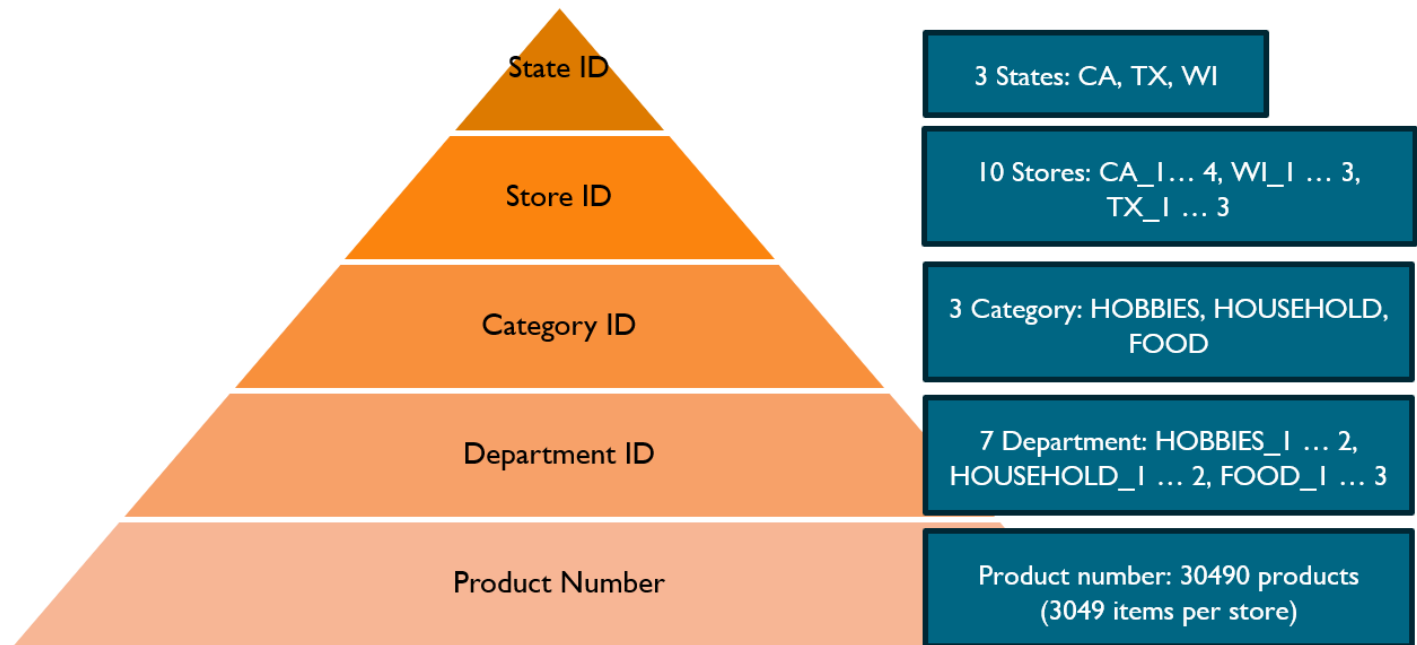 State ID
3 States: CA, TX, WI
Store ID
10 Stores: CA_1... 4, WI_1 ... 3,
TX_1 ... 3
Category ID
3 Category: HOBBIES, HOUSEHOLD,
FOOD
Department ID
7 Department: HOBBIES_1 ... 2,
HOUSEHOLD_1 ... 2, FOOD_1 ... 3
Product Number
Product number: 30490 products
(3049 items per store)